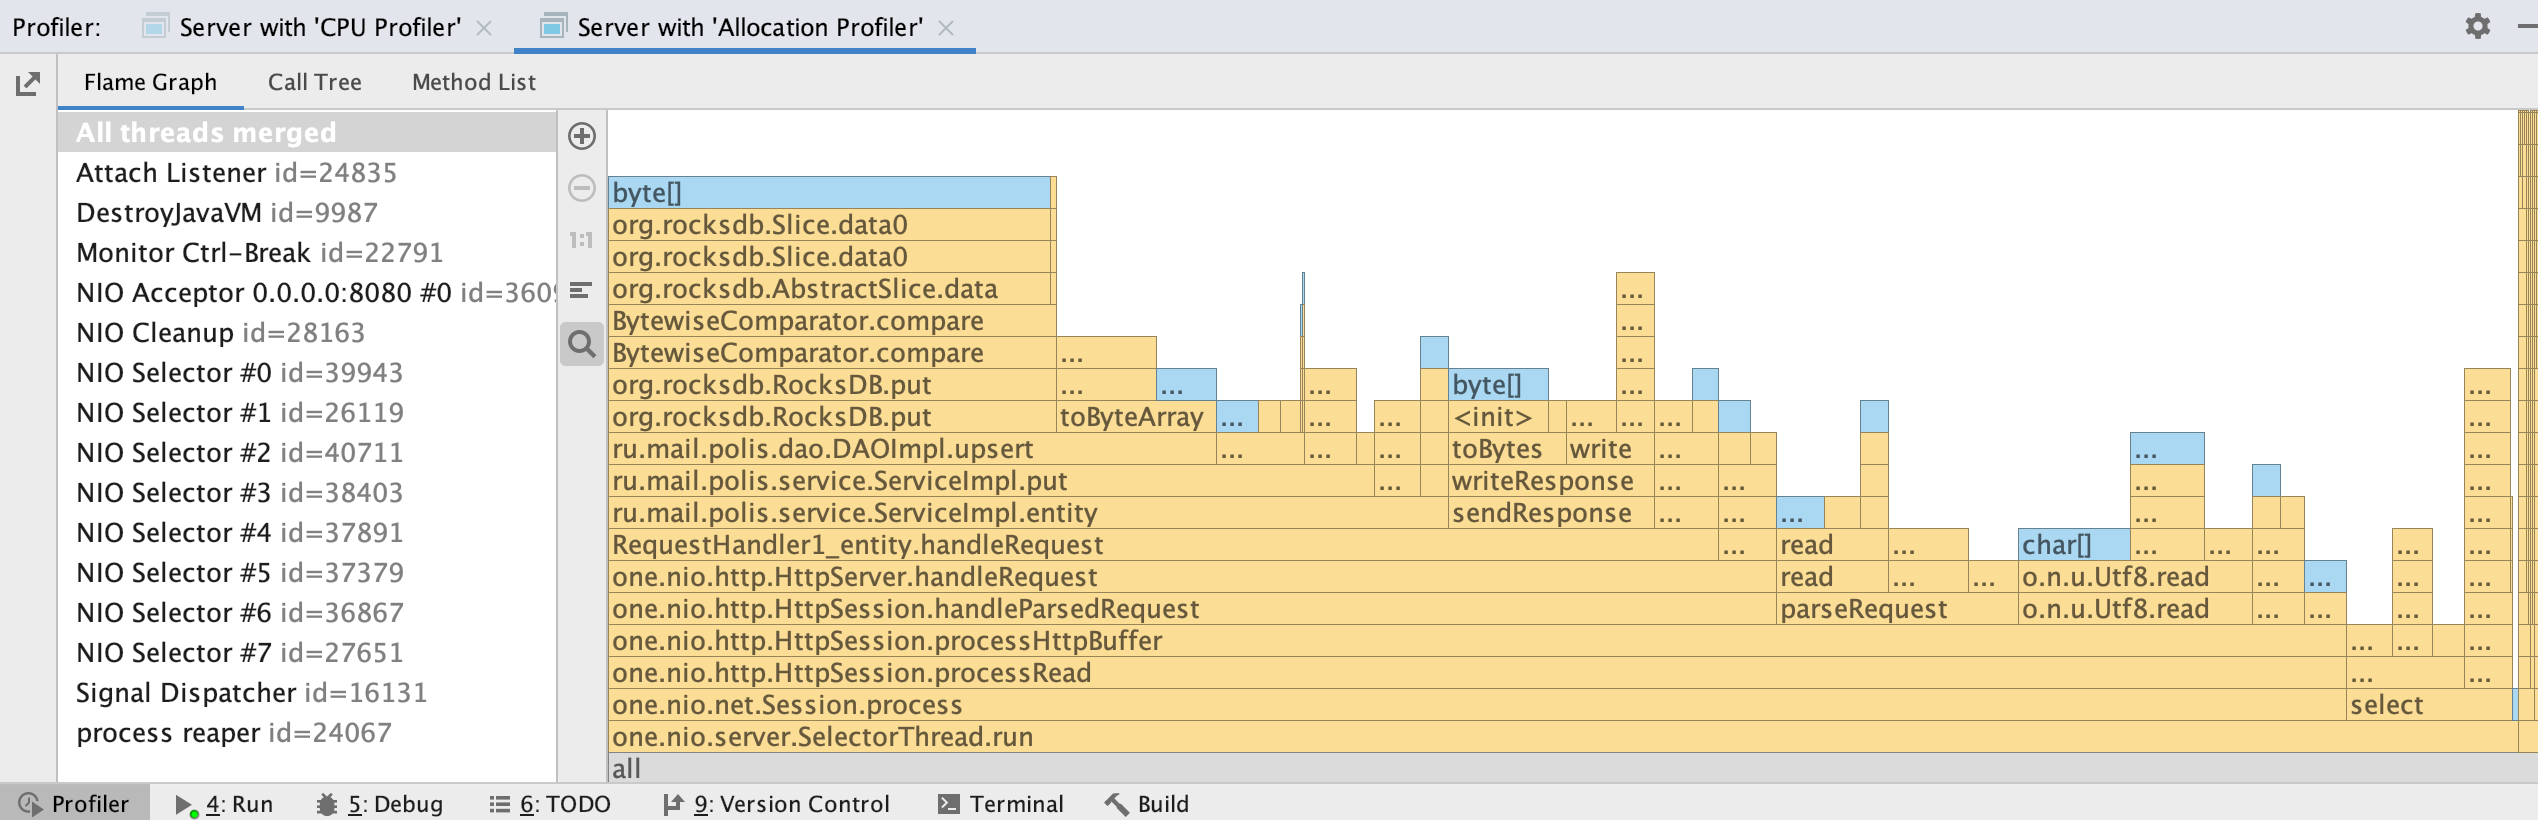 Profiler: Server with 'CPU Profiler' Server with 'Allocation Profiler'
Flame Graph Call Tree Method List
All threads merged
Attach Listener id=24835
DestroyJavaVM id=9987
Monitor Ctrl-Break id=22791
NIO Acceptor 0.0.0.0:8080 #0 id=3609
NIO Cleanup id=28163
NIO Selector #0 id=39943
NIO Selector #1 id=26119
NIO Selector #2 id=40711
NIO Selector #3 id=38403
NIO Selector #4 id=37891
NIO Selector #5 id=37379
NIO Selector #6 id=36867
NIO Selector #7 id=27651
Signal Dispatcher id=16131
process reaper id=24067
1:1
byte[]
org.rocksdb.Slice.data0
org.rocksdb.Slice.data0
org.rocksdb.AbstractSlice.data ...
BytewiseComparator.compare ...
BytewiseComparator.compare ... ...
org.rocksdb.RocksDB.put ... ... ... byte[] ... ...
org.rocksdb.RocksDB.put toByteArray ... ... ... <init> ... ... ... ...
ru.mail.polis.dao.DAOImpl.upsert ... ... ... toBytes write ... ... ...
ru.mail.polis.service.ServiceImpl.put ... writeResponse ... ... ... ...
ru.mail.polis.service.ServiceImpl.entity sendResponse ... ... ... ... ...
RequestHandler1_entity.handleRequest ... read ... char[] ... ... ... ... ...
one.nio.http.HttpServer.handleRequest read ... ... o.n.u.Utf8.read ... ... ... ...
one.nio.http.HttpSession.handleParsedRequest parseRequest o.n.u.Utf8.read ... ... ... ...
one.nio.http.HttpSession.processHttpBuffer ... ... ...
one.nio.http.HttpSession.processRead ... ...
one.nio.net.Session.process select
one.nio.server.SelectorThread.run
all
Profiler 4: Run 5: Debug 6: TODO 9: Version Control Terminal Build